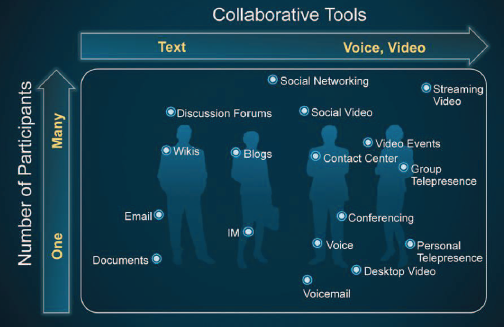 Collaborative Tools
Text
Voice, Video
Number of Participants
Many
One
Social Networking
Streaming
Video
Discussion Forums
Social Video
Wikis
Blogs
Video Events
Contact Center
Group
Telepresence
Email
Conferencing
IM
Voice
Personal
Telepresence
Documents
Desktop Video
Voicemail